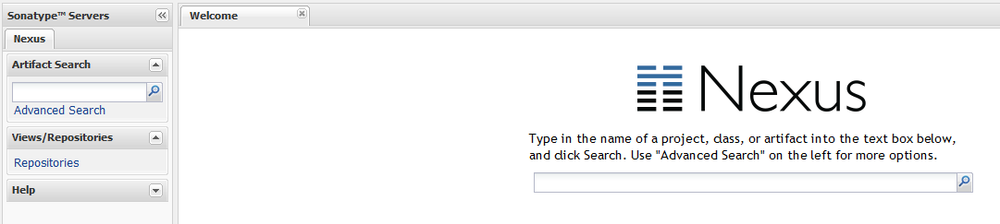 Sonatype™ Servers
Nexus
Artifact Search
Advanced Search
Views/Repositories
Repositories
Help
Welcome
Nexus
Type in the name of a project, class, or artifact into the text box below,
and click Search. Use "Advanced Search" on the left for more options.